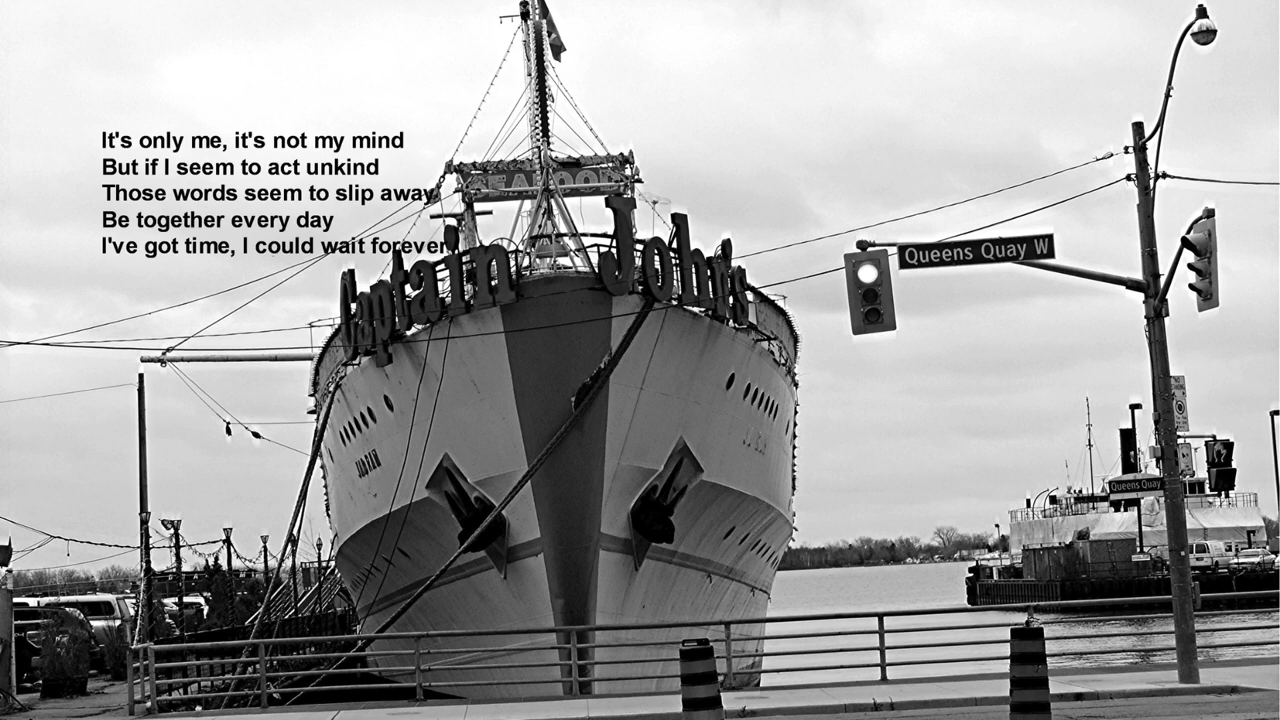 It's only me, it's not my mind
But if I seem to act unkind
Those words seem to slip away
Be together every day
I've got time, I could wait forever
SEAFOOD
Captain John's
Queens Quay W
JADRAN
Queens Quay